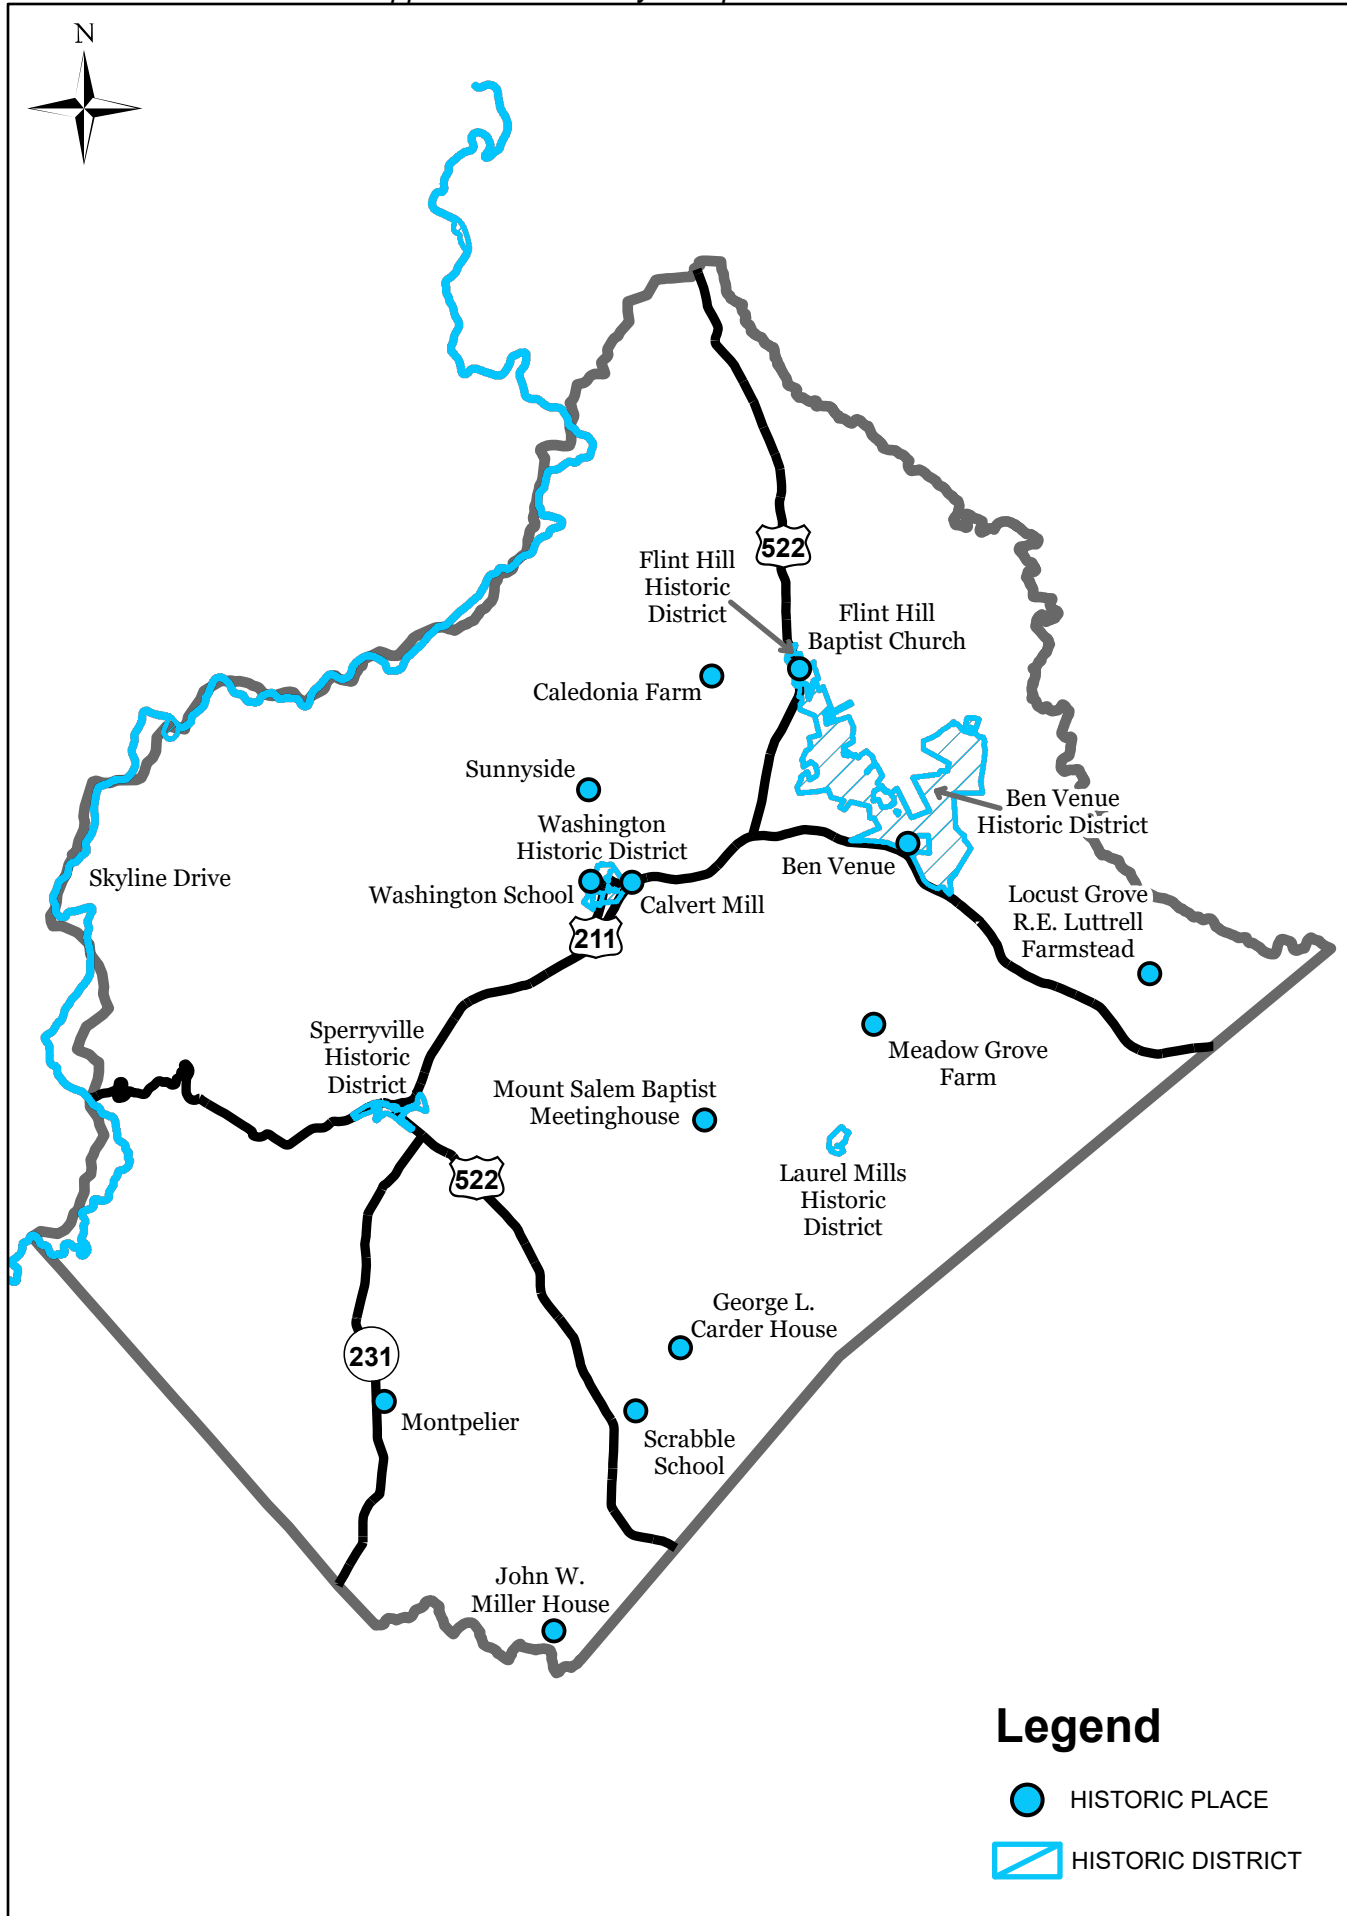 N
522
Flint Hill
Historic
District
Flint Hill
Baptist Church
Caledonia Farm
Sunnyside
Washington
Historic District
Ben Venue
Historic District
Ben Venue
Skyline Drive
Washington School
Calvert Mill
211
Locust Grove
R.E. Luttrell
Farmstead
Sperryville
Historic
District
Meadow Grove
Farm
Mount Salem Baptist
Meetinghouse
522
Laurel Mills
Historic
District
George L.
Carder House
231
Montpelier
Scrabble
School
John W.
Miller House
Legend
HISTORIC PLACE
HISTORIC DISTRICT